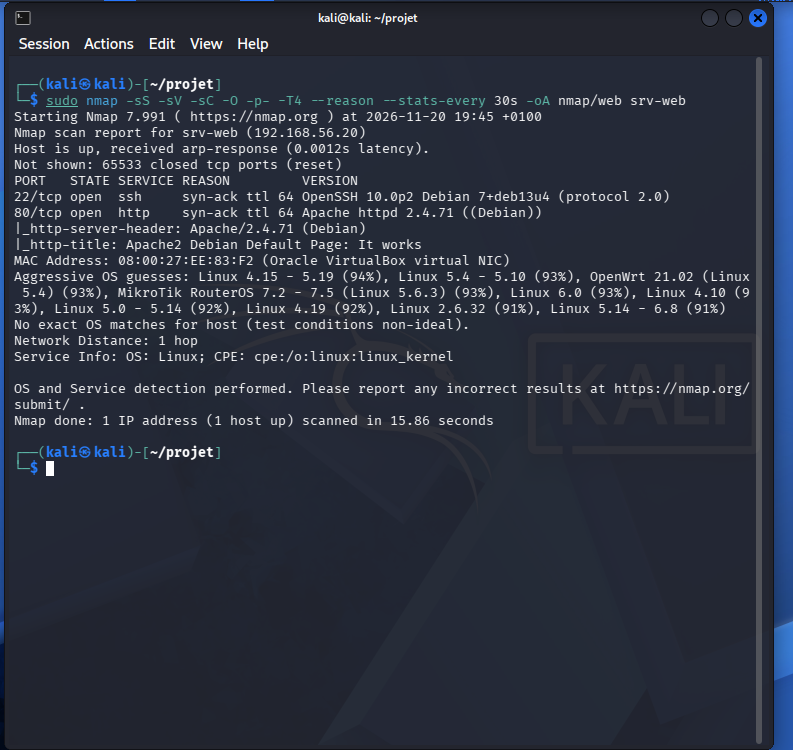 kali@kali: ~/projet
Session Actions Edit View Help
┌──(kali㉿kali)-[~/projet]
└─$ sudo nmap -sS -sV -sC -O -p- -T4 --reason --stats-every 30s -oA nmap/web srv-web
Starting Nmap 7.991 ( https://nmap.org ) at 2026-11-20 19:45 +0100
Nmap scan report for srv-web (192.168.56.20)
Host is up, received arp-response (0.0012s latency).
Not shown: 65533 closed tcp ports (reset)
PORT   STATE SERVICE REASON         VERSION
22/tcp open  ssh     syn-ack ttl 64 OpenSSH 10.0p2 Debian 7+deb13u4 (protocol 2.0)
80/tcp open  http    syn-ack ttl 64 Apache httpd 2.4.71 ((Debian))
|_http-server-header: Apache/2.4.71 (Debian)
|_http-title: Apache2 Debian Default Page: It works
MAC Address: 08:00:27:EE:83:F2 (Oracle VirtualBox virtual NIC)
Aggressive OS guesses: Linux 4.15 - 5.19 (94%), Linux 5.4 - 5.10 (93%), OpenWrt 21.02 (Linux
 5.4) (93%), MikroTik RouterOS 7.2 - 7.5 (Linux 5.6.3) (93%), Linux 6.0 (93%), Linux 4.10 (9
3%), Linux 5.0 - 5.14 (92%), Linux 4.19 (92%), Linux 2.6.32 (91%), Linux 5.14 - 6.8 (91%)
No exact OS matches for host (test conditions non-ideal).
Network Distance: 1 hop
Service Info: OS: Linux; CPE: cpe:/o:linux:linux_kernel
OS and Service detection performed. Please report any incorrect results at https://nmap.org/
submit/ .
Nmap done: 1 IP address (1 host up) scanned in 15.86 seconds
┌──(kali㉿kali)-[~/projet]
└─$
KALI